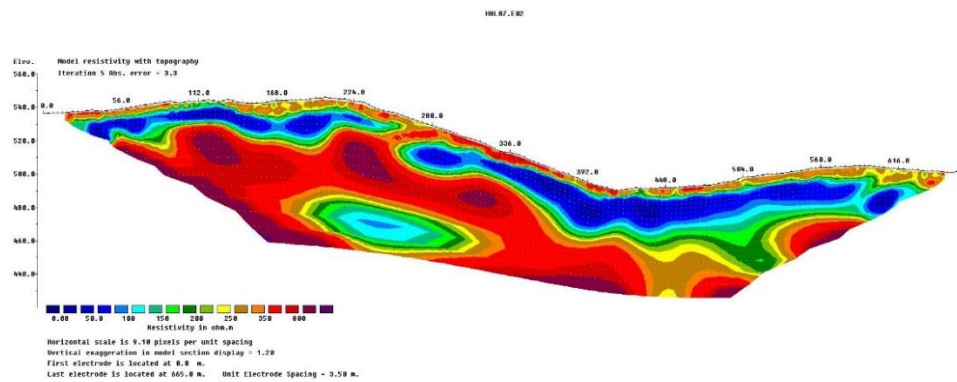 HHL07.E02
Elev.
Model resistivity with topography
Iteration 5 Abs. error = 3.3
560.0
540.0
520.0
500.0
480.0
460.0
440.0
0.0 56.0 112.0 168.0 224.0 280.0 336.0 392.0 448.0 504.0 560.0 616.0
0.00 50.0 100 150 200 250 350 800
Resistivity in ohm.m
Horizontal scale is 9.10 pixels per unit spacing
Vertical exaggeration in model section display = 1.20
First electrode is located at 0.0 m.
Last electrode is located at 665.0 m. Unit Electrode Spacing = 3.50 m.